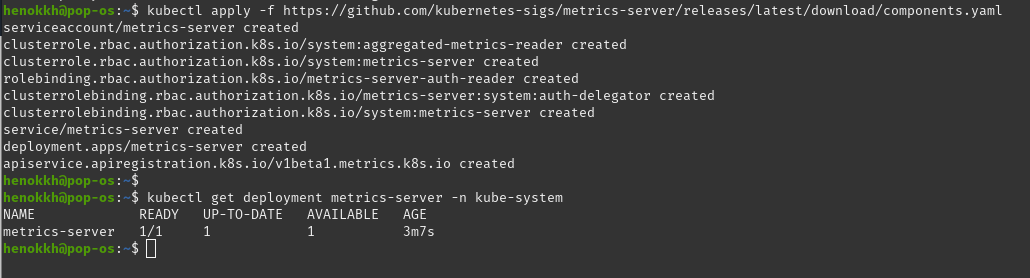 henokkh@pop-os:~$ kubectl apply -f https://github.com/kubernetes-sigs/metrics-server/releases/latest/download/components.yaml
serviceaccount/metrics-server created
clusterrole.rbac.authorization.k8s.io/system:aggregated-metrics-reader created
clusterrole.rbac.authorization.k8s.io/system:metrics-server created
rolebinding.rbac.authorization.k8s.io/metrics-server-auth-reader created
clusterrolebinding.rbac.authorization.k8s.io/metrics-server:system:auth-delegator created
clusterrolebinding.rbac.authorization.k8s.io/system:metrics-server created
service/metrics-server created
deployment.apps/metrics-server created
apiservice.apiregistration.k8s.io/v1beta1.metrics.k8s.io created
henokkh@pop-os:~$
henokkh@pop-os:~$ kubectl get deployment metrics-server -n kube-system
NAME             READY   UP-TO-DATE   AVAILABLE   AGE
metrics-server   1/1     1            1           3m7s
henokkh@pop-os:~$